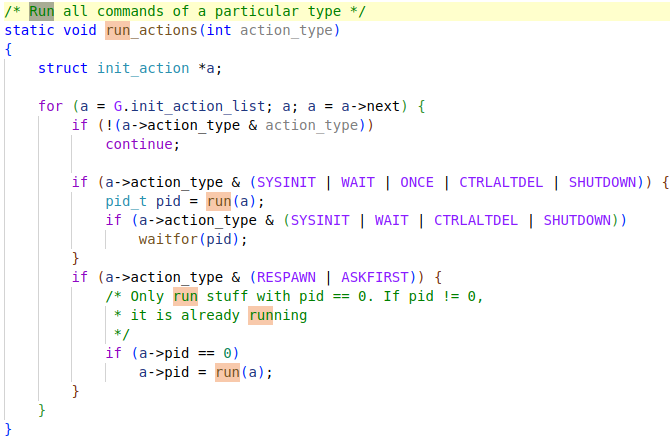 /* Run all commands of a particular type */
static void run_actions(int action_type)
{
    struct init_action *a;

    for (a = G.init_action_list; a; a = a->next) {
        if (!(a->action_type & action_type))
            continue;

        if (a->action_type & (SYSINIT | WAIT | ONCE | CTRLALTDEL | SHUTDOWN)) {
            pid_t pid = run(a);
            if (a->action_type & (SYSINIT | WAIT | CTRLALTDEL | SHUTDOWN))
                waitfor(pid);
        }
        if (a->action_type & (RESPAWN | ASKFIRST)) {
            /* Only run stuff with pid == 0. If pid != 0,
             * it is already running
             */
            if (a->pid == 0)
                a->pid = run(a);
        }
    }
}